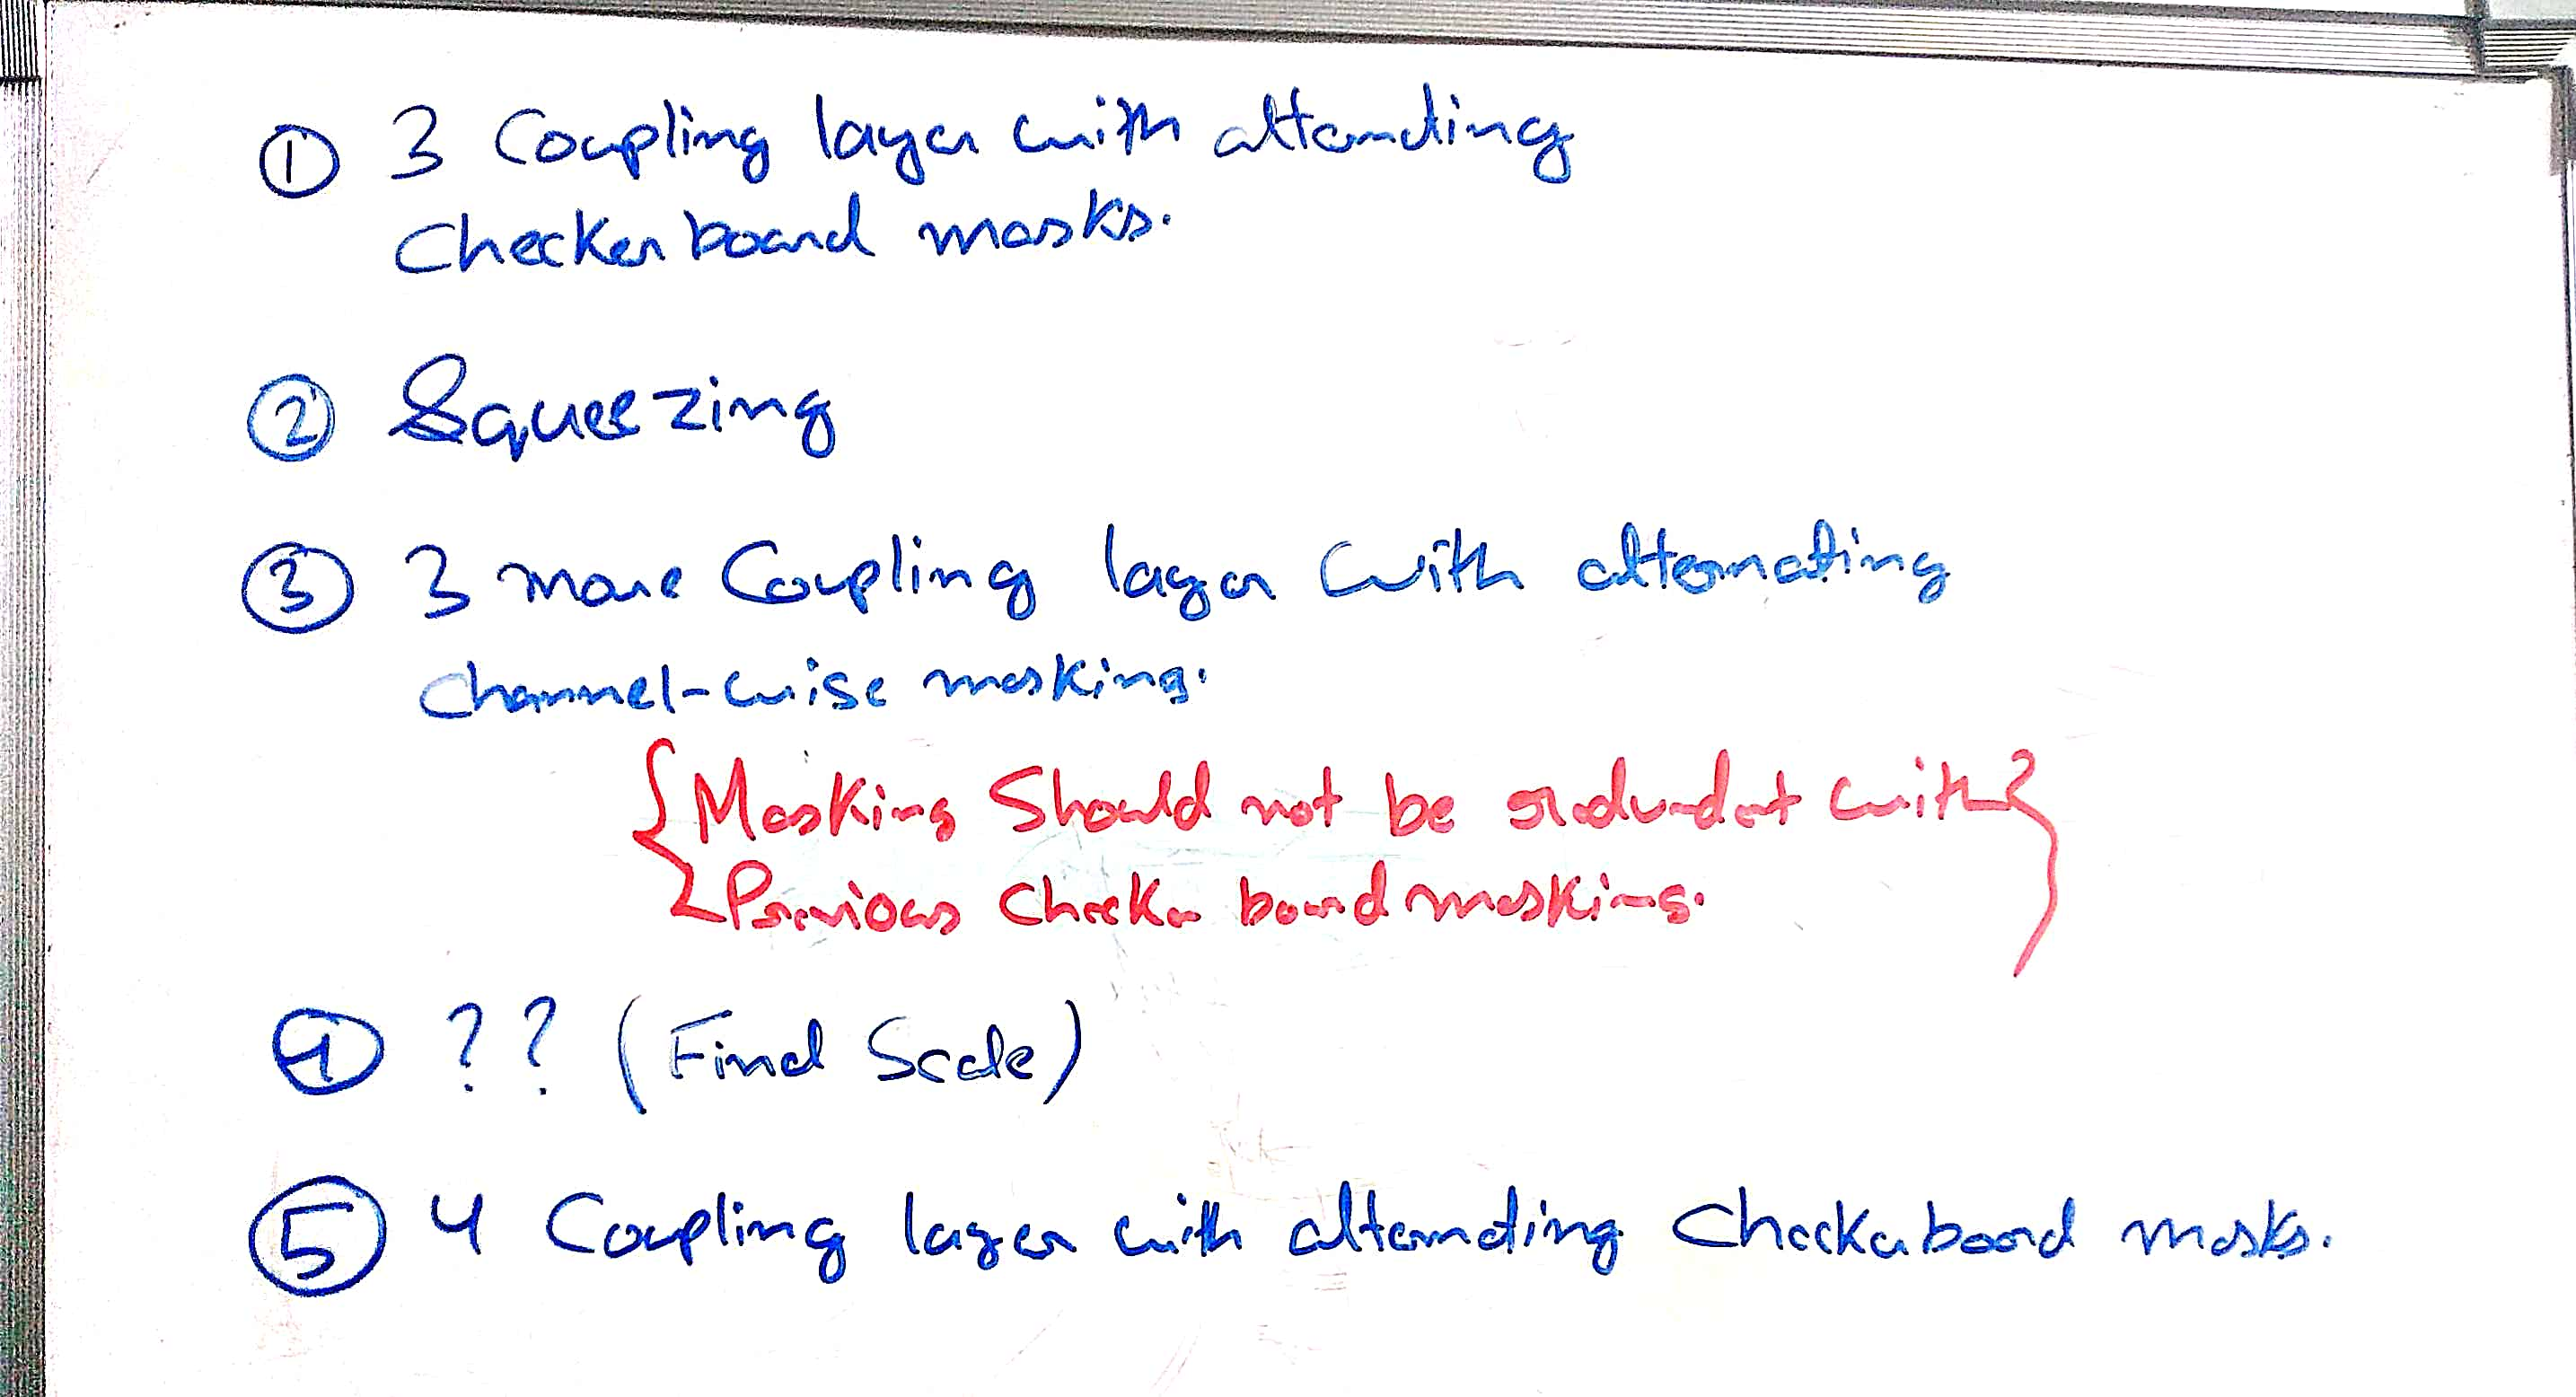 ① 3 Coupling layer with alternating
Checkerboard masks.
② Squeezing
③ 3 more Coupling layer with alternating
channel-wise masking.
{Masking Should not be redundant with}
Previous Checker board masking.
④ ?? (Final Scale)
⑤ 4 Coupling layer with alternating Checkerboard masks.